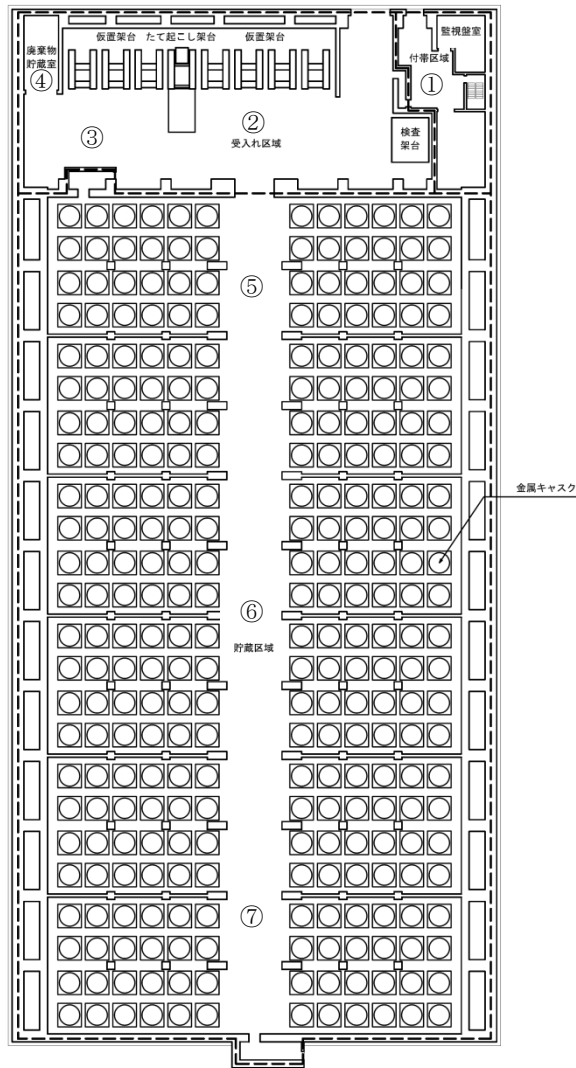 仮置架台 たて起こし架台 仮置架台
監視盤室
廃棄物
貯蔵室
④
付帯区域
①
②
受入れ区域
③
検査
架台
⑤
金属キャスク
⑥
貯蔵区域
⑦